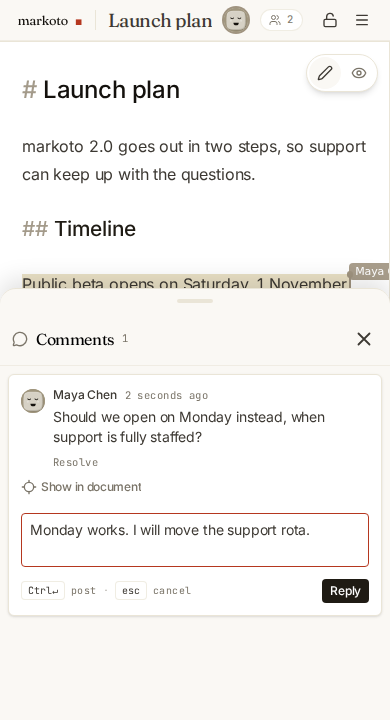 markoto
Launch plan
2
# Launch plan
markoto 2.0 goes out in two steps, so support
can keep up with the questions.
## Timeline
Maya
Public beta opens on Saturday, 1 November
Comments 1
Maya Chen 2 seconds ago
Should we open on Monday instead, when
support is fully staffed?
Resolve
Show in document
Monday works. I will move the support rota.
Ctrl↵ post · esc cancel
Reply